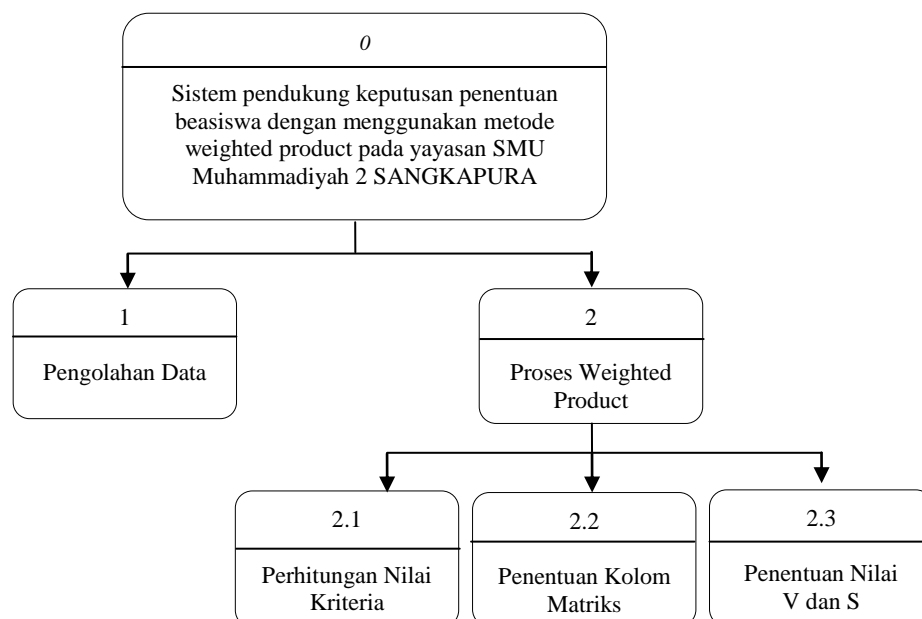 0
Sistem pendukung keputusan penentuan
beasiswa dengan menggunakan metode
weighted product pada yayasan SMU
Muhammadiyah 2 SANGKAPURA
1
Pengolahan Data
2
Proses Weighted
Product
2.1
Perhitungan Nilai
Kriteria
2.2
Penentuan Kolom
Matriks
2.3
Penentuan Nilai
V dan S